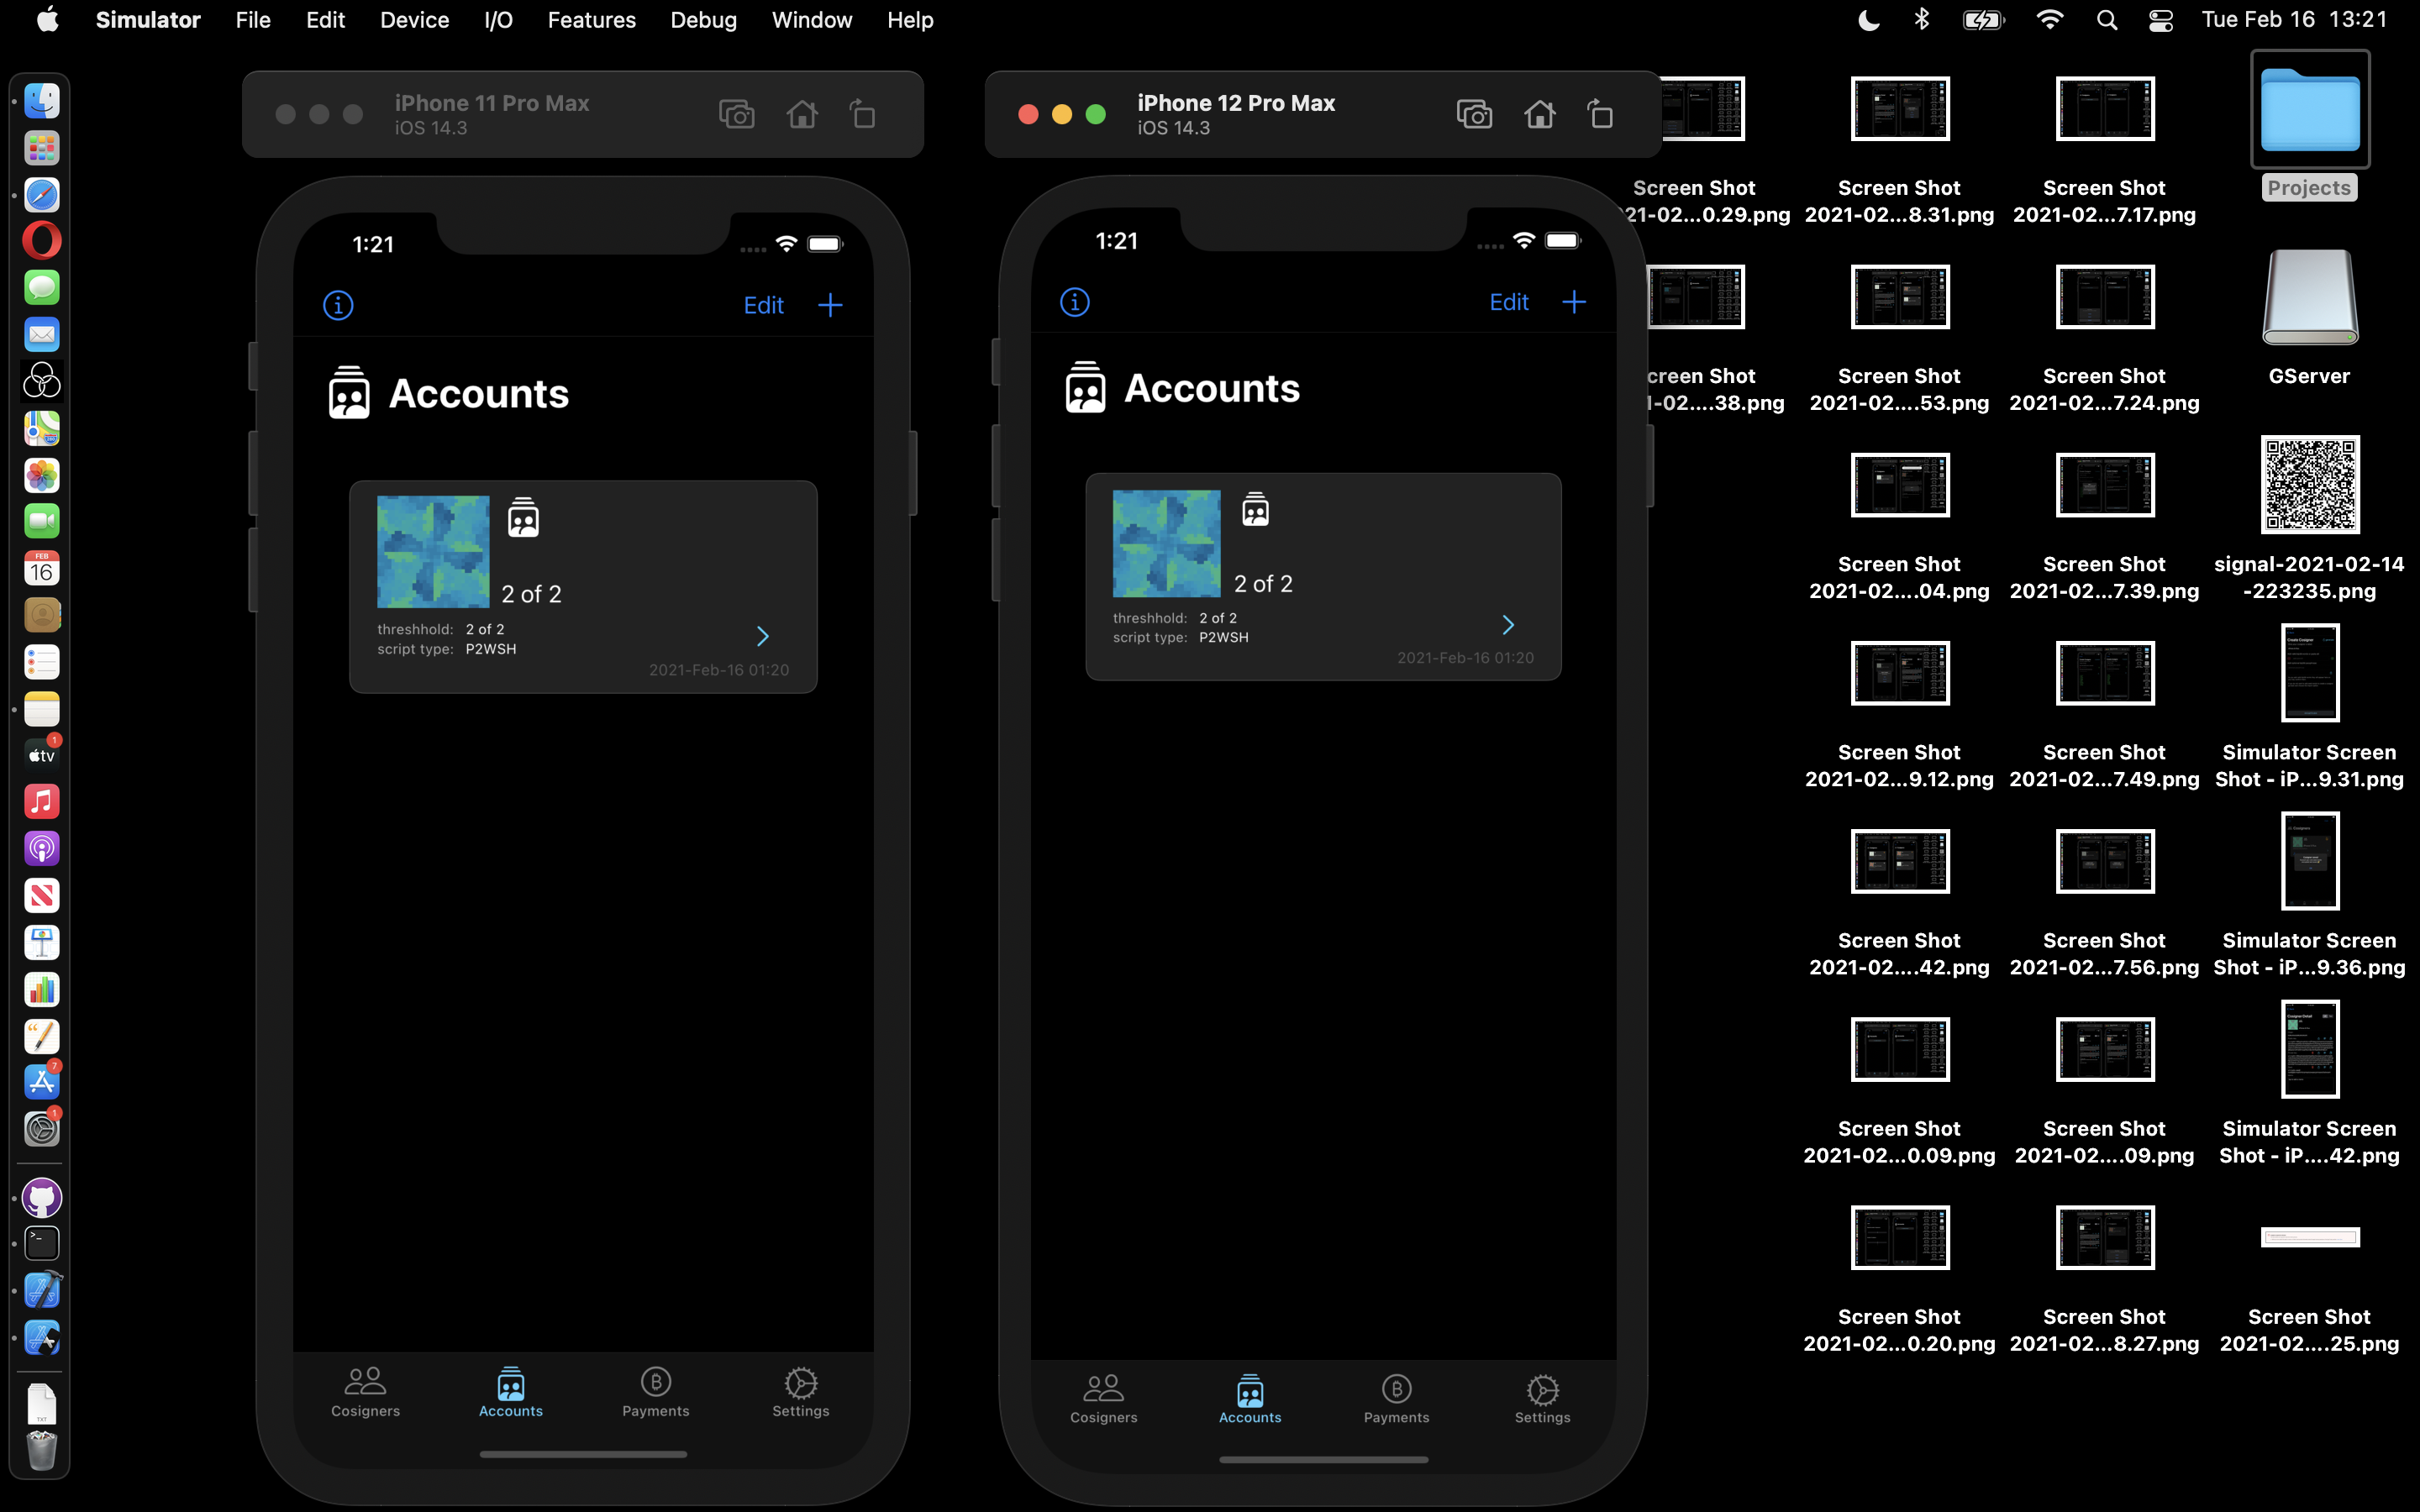 Simulator File Edit Device I/O Features Debug Window Help Tue Feb 16 13:21
iPhone 11 Pro Max
iOS 14.3
1:21
Edit
Accounts
2 of 2
threshhold: 2 of 2
script type: P2WSH
2021-Feb-16 01:20
Cosigners Accounts Payments Settings
iPhone 12 Pro Max
iOS 14.3
1:21
Edit
Accounts
2 of 2
threshhold: 2 of 2
script type: P2WSH
2021-Feb-16 01:20
Cosigners Accounts Payments Settings
FEB
16
tv
1
7
1
TXT
Screen Shot
21-02...0.29.png
Screen Shot
2021-02...8.31.png
Screen Shot
2021-02...7.17.png
Projects
creen Shot
1-02....38.png
Screen Shot
2021-02....53.png
Screen Shot
2021-02...7.24.png
GServer
Screen Shot
2021-02....04.png
Screen Shot
2021-02...7.39.png
signal-2021-02-14
-223235.png
Screen Shot
2021-02...9.12.png
Screen Shot
2021-02...7.49.png
Simulator Screen
Shot - iP...9.31.png
Screen Shot
2021-02....42.png
Screen Shot
2021-02...7.56.png
Simulator Screen
Shot - iP...9.36.png
Screen Shot
2021-02...0.09.png
Screen Shot
2021-02....09.png
Simulator Screen
Shot - iP....42.png
Screen Shot
2021-02...0.20.png
Screen Shot
2021-02...8.27.png
Screen Shot
2021-02....25.png